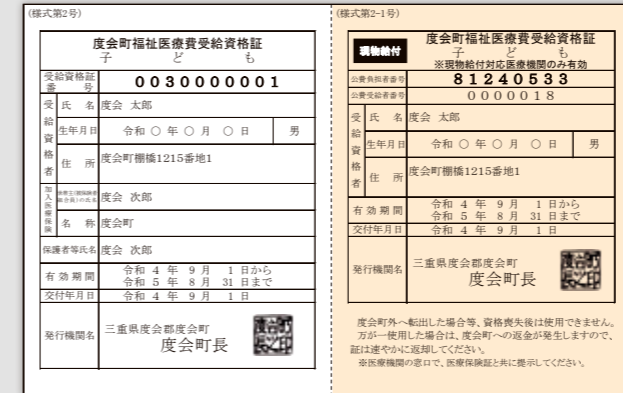 (様式第2号)
度会町福祉医療費受給資格証
子 ど も
受給資格証
番 号
0030000001
受給資格者
氏 名 度会 太郎
生年月日 令和 〇 年 〇 月 〇 日 男
住 所 度会町棚橋1215番地1
加入医療保険
度会 次郎
名 称 度会町
保護者等氏名 度会 次郎
有効期間 令和 4 年 9 月 1 日から
令和 5 年 8 月 31 日まで
交付年月日 令和 4 年 9 月 1 日
発行機関名 三重県度会郡度会町
度会町長
(様式第2-1号)
現物給付
度会町福祉医療費受給資格証
子 ど も
※現物給付対応医療機関のみ有効
公費負担者番号 81240533
公費受給者番号 0000018
受給資格者
氏 名 度会 太郎
生年月日 令和 〇 年 〇 月 〇 日 男
住 所 度会町棚橋1215番地1
有効期間 令和 4 年 9 月 1 日から
令和 5 年 8 月 31 日まで
交付年月日 令和 4 年 9 月 1 日
発行機関名 三重県度会郡度会町
度会町長
度会町外へ転出した場合等、資格喪失後は使用できません。
万が一使用した場合は、度会町への返金が発生しますので、
証は速やかに返却してください。
※医療機関の窓口で、医療保険証と共に提示してください。